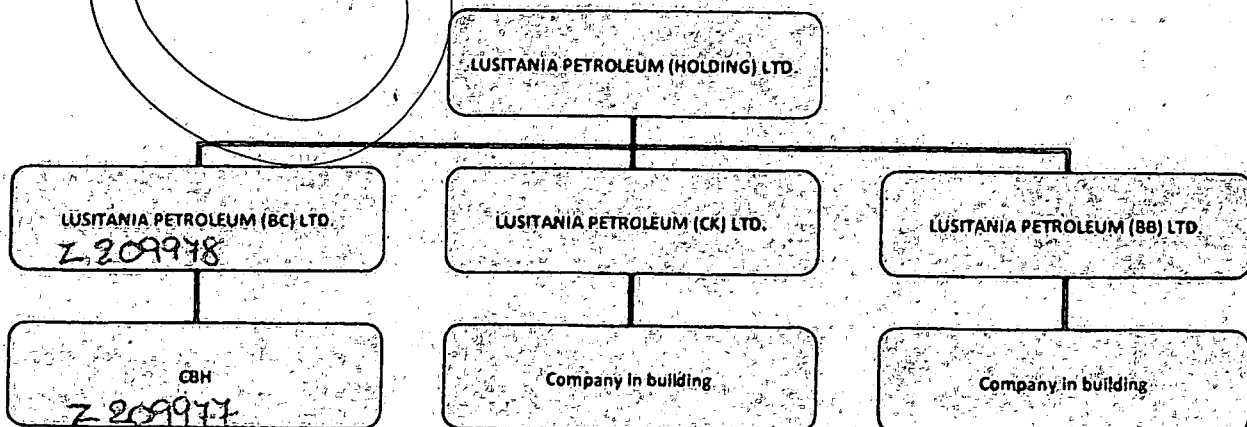 LUSITANIA PETROLEUM (HOLDING) LTD.
LUSITANIA PETROLEUM (BC) LTD.
Z 209978
LUSITANIA PETROLEUM (CK) LTD.
LUSITANIA PETROLEUM (BB) LTD.
CBH
Z 209977
Company in building
Company in building